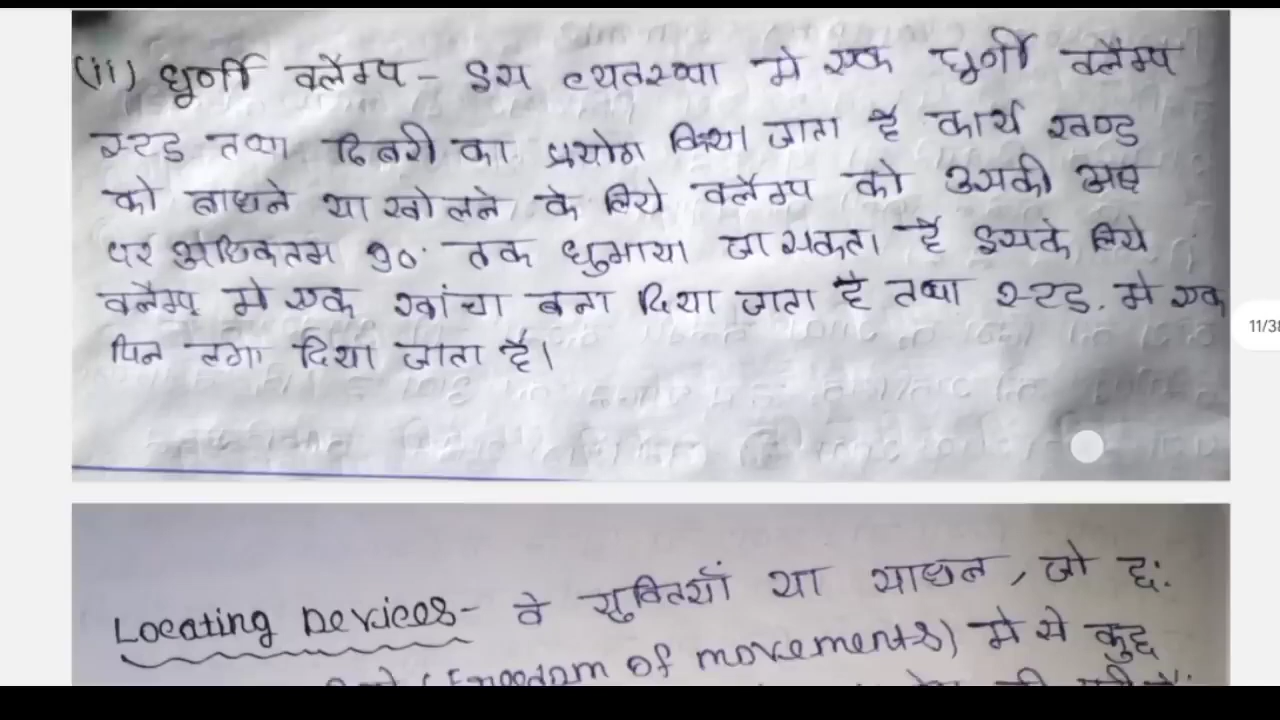 (ii) घूर्णी क्लैम्प - इस व्यवस्था मे एक घूर्णी क्लैम्प
स्टड तथा ढिबरी का प्रयोग किया जाता है कार्य खण्ड
को बाधने या खोलने के लिये क्लैम्प को उसकी अक्ष
पर अधिकतम 90° तक घुमाया जा सकता है इसके लिये
क्लैम्प मे एक खांचा बना दिया जाता है तथा स्टड मे एक
पिन लगा दिया जाता है।
11/38
Locating Devices - वे युक्तियाँ या साधन, जो छः
(Freedom of movements) मे से कुछ